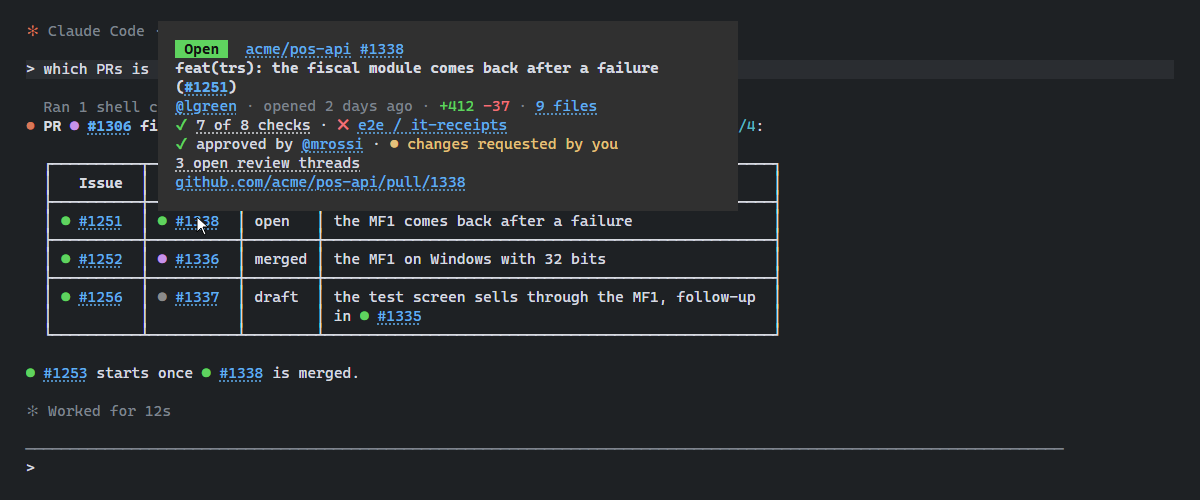 ✻ Claude Code ·
Open acme/pos-api #1338
> which PRs is
feat(trs): the fiscal module comes back after a failure
(#1251)
Ran 1 shell c
@lgreen · opened 2 days ago · +412 -37 · 9 files
● PR ● #1306 fi
✓ 7 of 8 checks · ✕ e2e / it-receipts
/4:
✓ approved by @mrossi · ● changes requested by you
3 open review threads
github.com/acme/pos-api/pull/1338
Issue
● #1251 ● #1338 open the MF1 comes back after a failure
● #1252 ● #1336 merged the MF1 on Windows with 32 bits
● #1256 ● #1337 draft the test screen sells through the MF1, follow-up
in ● #1335
● #1253 starts once ● #1338 is merged.
✻ Worked for 12s
>